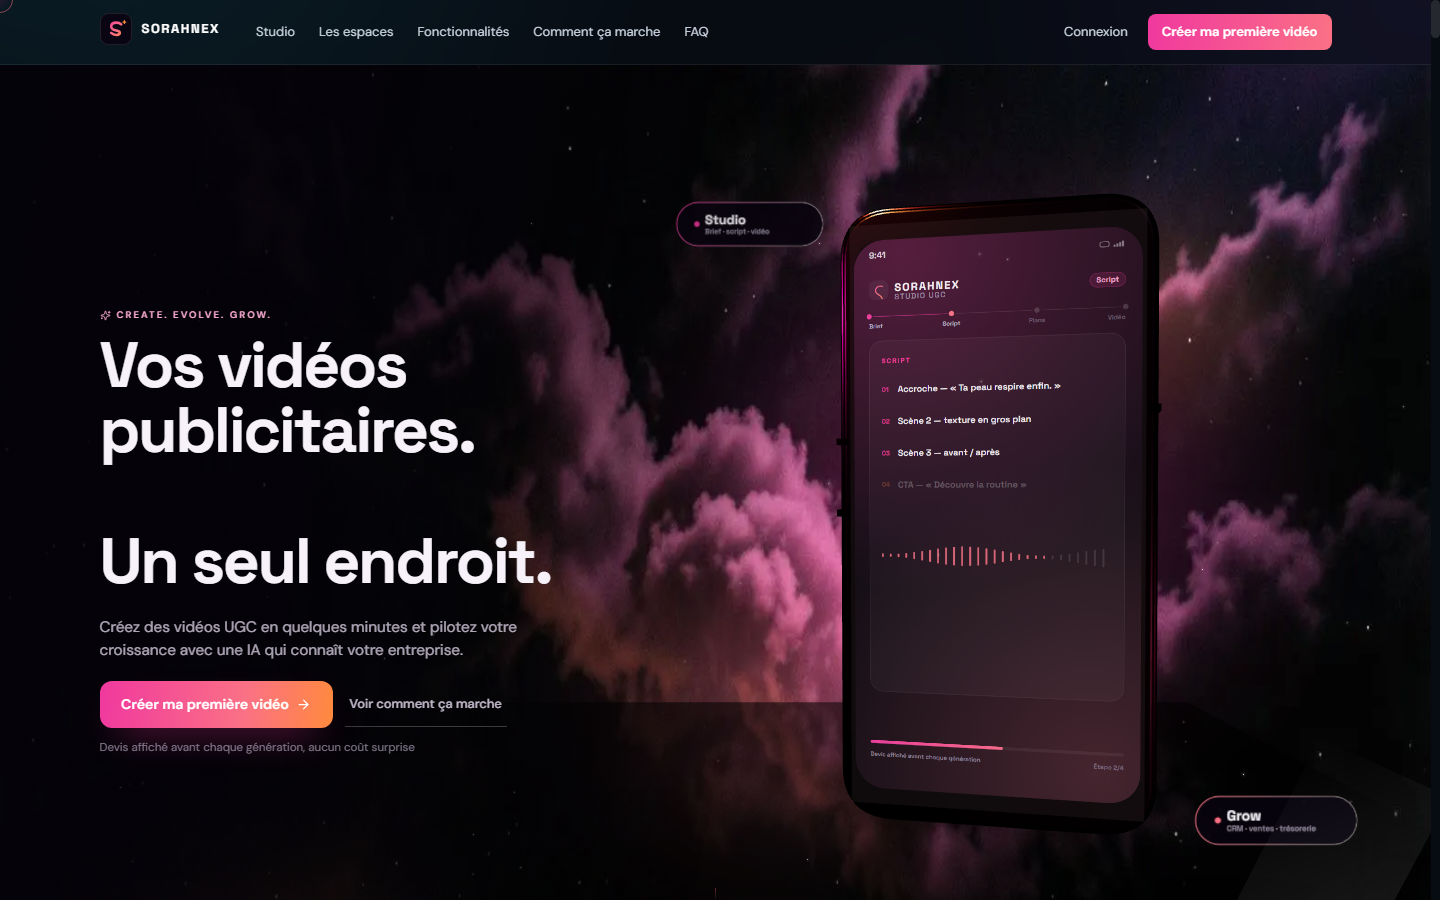 SORAHNEX
Studio
Les espaces
Fonctionnalités
Comment ça marche
FAQ
Connexion
Créer ma première vidéo
CREATE. EVOLVE. GROW.
Vos vidéos
publicitaires.
Un seul endroit.
Créez des vidéos UGC en quelques minutes et pilotez votre
croissance avec une IA qui connaît votre entreprise.
Créer ma première vidéo →
Voir comment ça marche
Devis affiché avant chaque génération, aucun coût surprise
Studio
Brief · script · vidéo
9:41
SORAHNEX
STUDIO UGC
Script
Brief
Script
Plans
Vidéo
SCRIPT
01 Accroche — « Ta peau respire enfin. »
02 Scène 2 — texture en gros plan
03 Scène 3 — avant / après
04 CTA — « Découvre la routine »
Devis affiché avant chaque génération
Étape 2/4
Grow
CRM · ventes · trésorerie